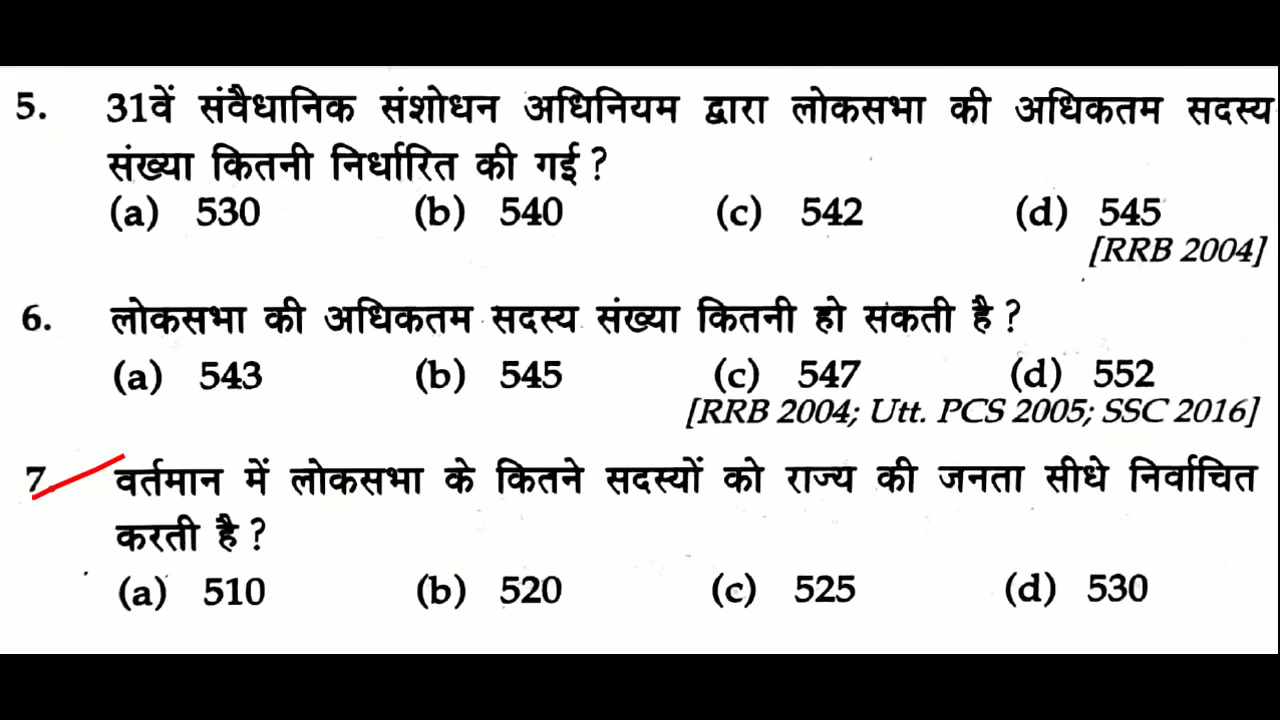 5. 31वें संवैधानिक संशोधन अधिनियम द्वारा लोकसभा की अधिकतम सदस्य
संख्या कितनी निर्धारित की गई ?
(a) 530 (b) 540 (c) 542 (d) 545
[RRB 2004]
6. लोकसभा की अधिकतम सदस्य संख्या कितनी हो सकती है ?
(a) 543 (b) 545 (c) 547 (d) 552
[RRB 2004; Utt. PCS 2005; SSC 2016]
7. वर्तमान में लोकसभा के कितने सदस्यों को राज्य की जनता सीधे निर्वाचित
करती है ?
(a) 510 (b) 520 (c) 525 (d) 530